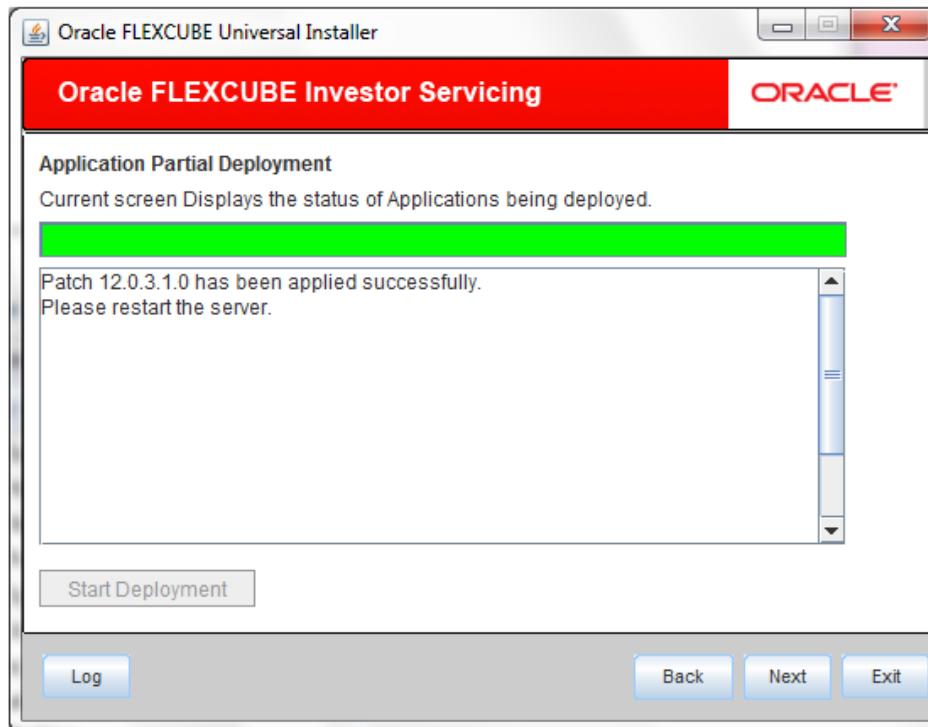 Oracle FLEXCUBE Universal Installer
Oracle FLEXCUBE Investor Servicing
ORACLE
Application Partial Deployment
Current screen Displays the status of Applications being deployed.
Patch 12.0.3.1.0 has been applied successfully.
Please restart the server.
Start Deployment
Log Back Next Exit